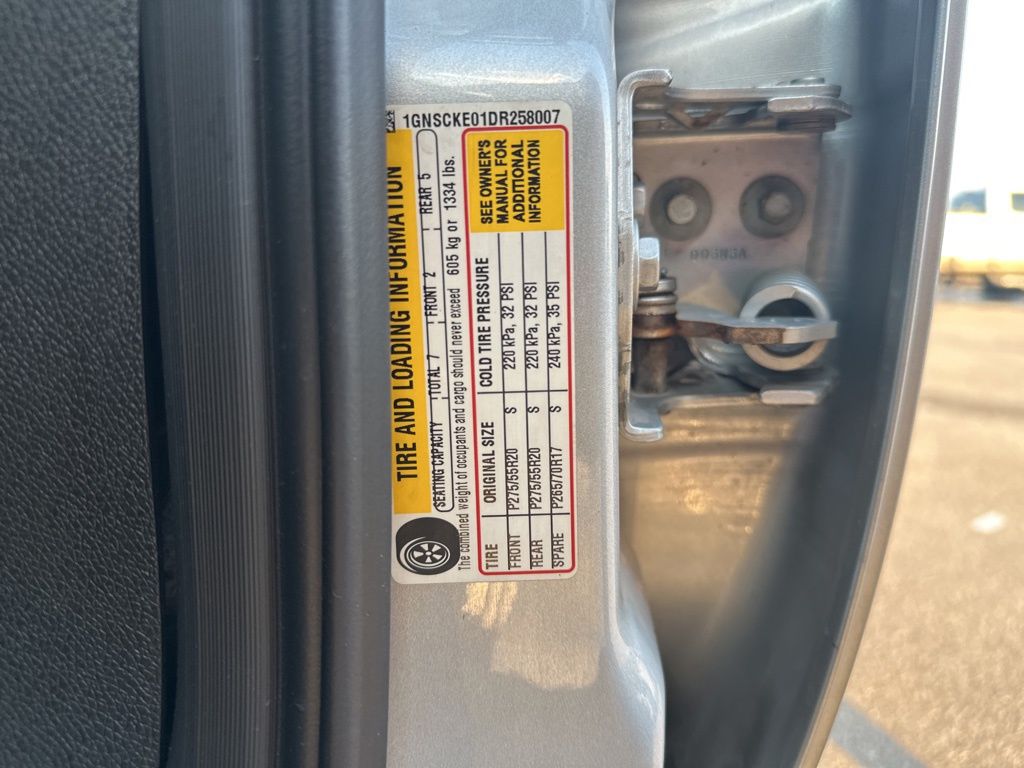 1GNSCKE01DR258007
TIRE AND LOADING INFORMATION
SEATING CAPACITY TOTAL 7 FRONT 2 REAR 5
The combined weight of occupants and cargo should never exceed 605 kg or 1334 lbs.
TIRE ORIGINAL SIZE COLD TIRE PRESSURE
FRONT P275/55R20 S 220 kPa, 32 PSI
REAR P275/55R20 S 220 kPa, 32 PSI
SPARE P265/70R17 S 240 kPa, 35 PSI
SEE OWNER'S
MANUAL FOR
ADDITIONAL
INFORMATION